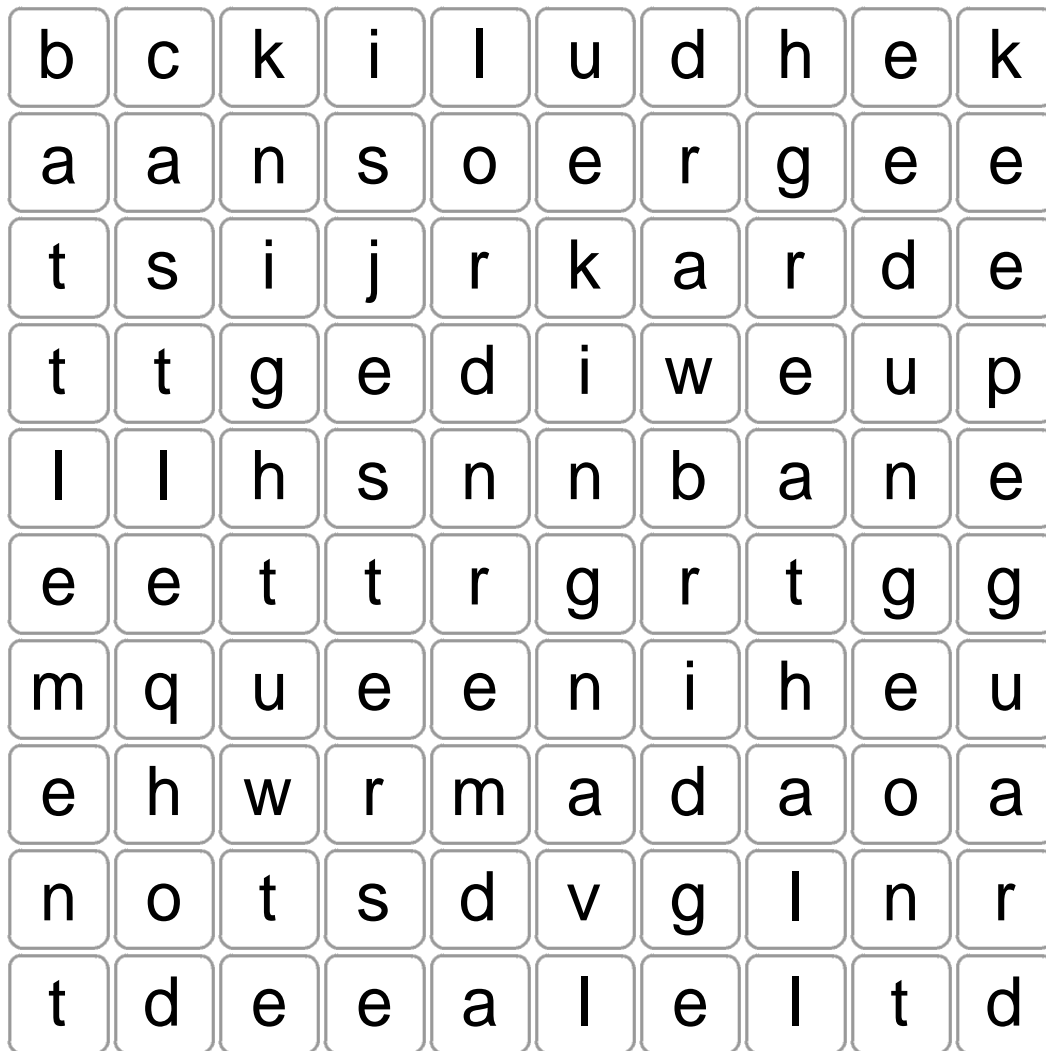 b c k i l u d h e k
a a n s o e r g e e
t s i j r k a r d e
t t g e d i w e u p
l l h s n n b a n e
e e t t r g r t g g
m q u e e n i h e u
e h w r m a d a o a
n o t s d v g l n r
t d e e a l e l t d